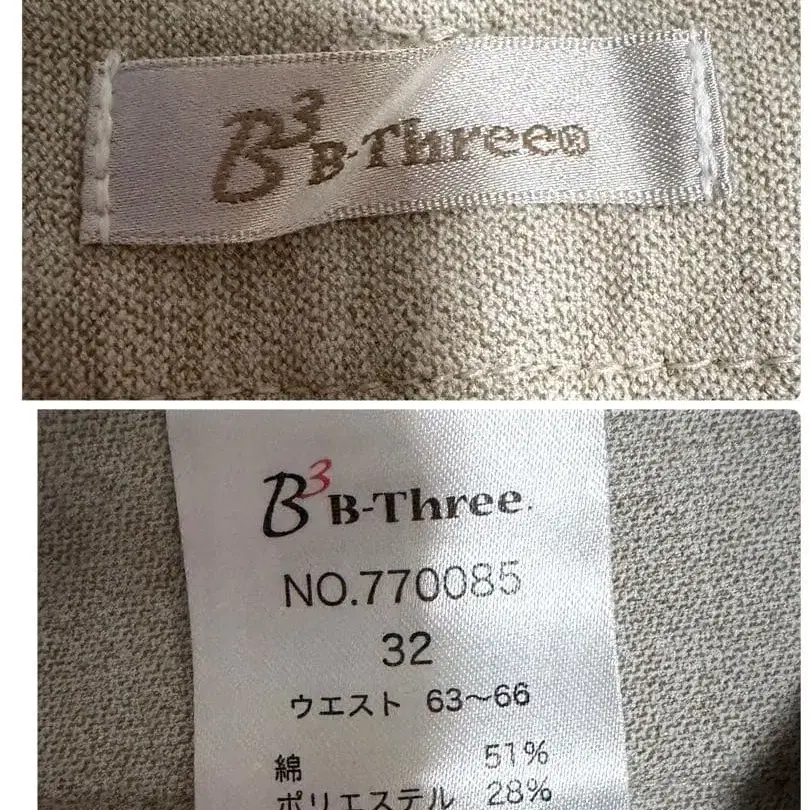 B³ B-Three®
B³ B-Three.
NO.770085
32
ウエスト 63〜66
綿 51%
ポリエステル 28%